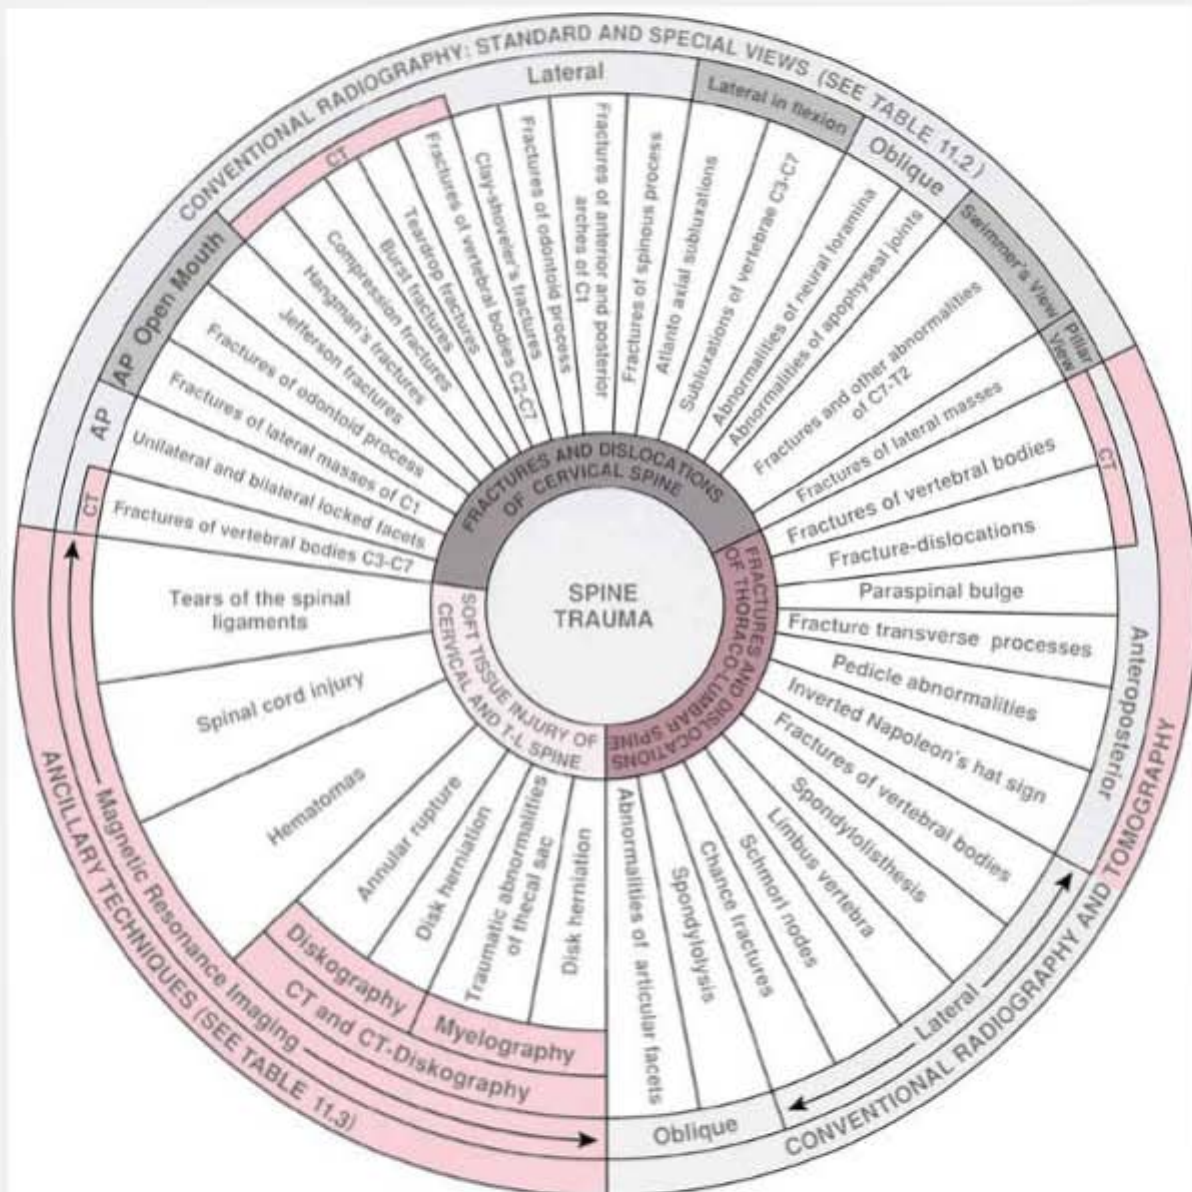 CONVENTIONAL RADIOGRAPHY: STANDARD AND SPECIAL VIEWS (SEE TABLE 11.2)
AP
AP Open Mouth
CT
Lateral
Lateral in flexion
Oblique
Swimmer's View
Pillar
View
CT
CT
Fractures of vertebral bodies C3-C7
Unilateral and bilateral locked facets
Fractures of lateral masses of C1
Fractures of odontoid process
Jefferson fractures
Hangman's fractures
Compression fractures
Burst fractures
Teardrop fractures
Fractures of vertebral bodies C2-C7
Clay-shoveler's fractures
Fractures of odontoid process
Fractures of anterior and posterior
arches of C1
Fractures of spinous process
Atlanto axial subluxations
Subluxations of vertebrae C3-C7
Abnormalities of neural foramina
Abnormalities of apophyseal joints
Fractures and other abnormalities
of C7-T2
Fractures of lateral masses
Fractures of vertebral bodies
Fracture-dislocations
Paraspinal bulge
Fracture transverse processes
Pedicle abnormalities
Inverted Napoleon's hat sign
Fractures of vertebral bodies
Spondylolisthesis
Limbus vertebra
Schmorl nodes
Chance fractures
Spondylolysis
Abnormalities of articular facets
Anteroposterior
Lateral
Oblique
CONVENTIONAL RADIOGRAPHY AND TOMOGRAPHY
FRACTURES AND DISLOCATIONS
OF CERVICAL SPINE
FRACTURES AND DISLOCATIONS
OF THORACO-LUMBAR SPINE
SOFT TISSUE INJURY OF
CERVICAL AND T-L SPINE
SPINE
TRAUMA
Tears of the spinal
ligaments
Spinal cord injury
Hematomas
Annular rupture
Disk herniation
Traumatic abnormalities
of thecal sac
Disk herniation
Diskography
Myelography
CT and CT-Diskography
Magnetic Resonance Imaging
ANCILLARY TECHNIQUES (SEE TABLE 11.3)